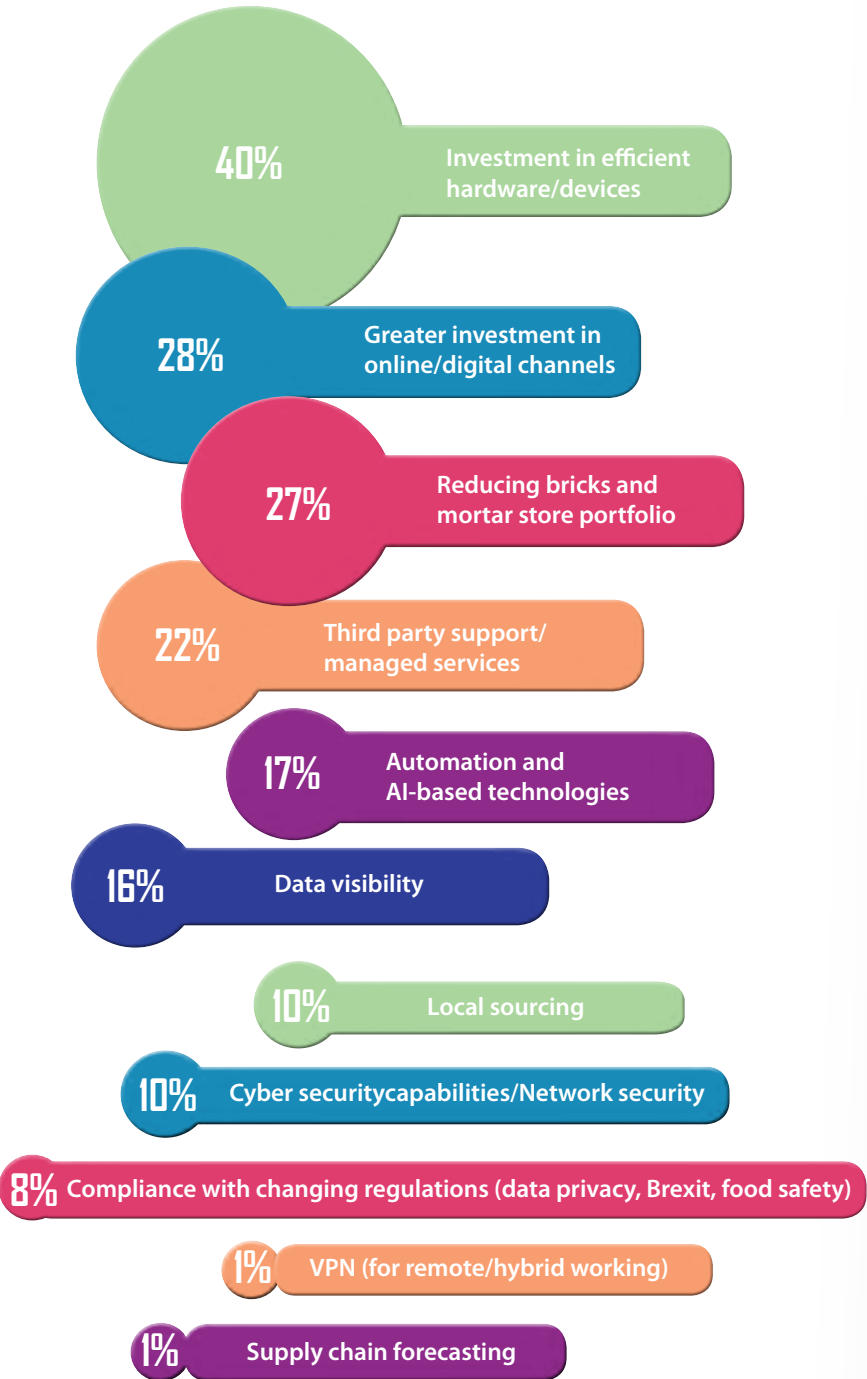 40%
Investment in efficient
hardware/devices
28%
Greater investment in
online/digital channels
27%
Reducing bricks and
mortar store portfolio
22%
Third party support/
managed services
17%
Automation and
AI-based technologies
16%
Data visibility
10%
Local sourcing
10%
Cyber securitycapabilities/Network security
8%
Compliance with changing regulations (data privacy, Brexit, food safety)
1%
VPN (for remote/hybrid working)
1%
Supply chain forecasting